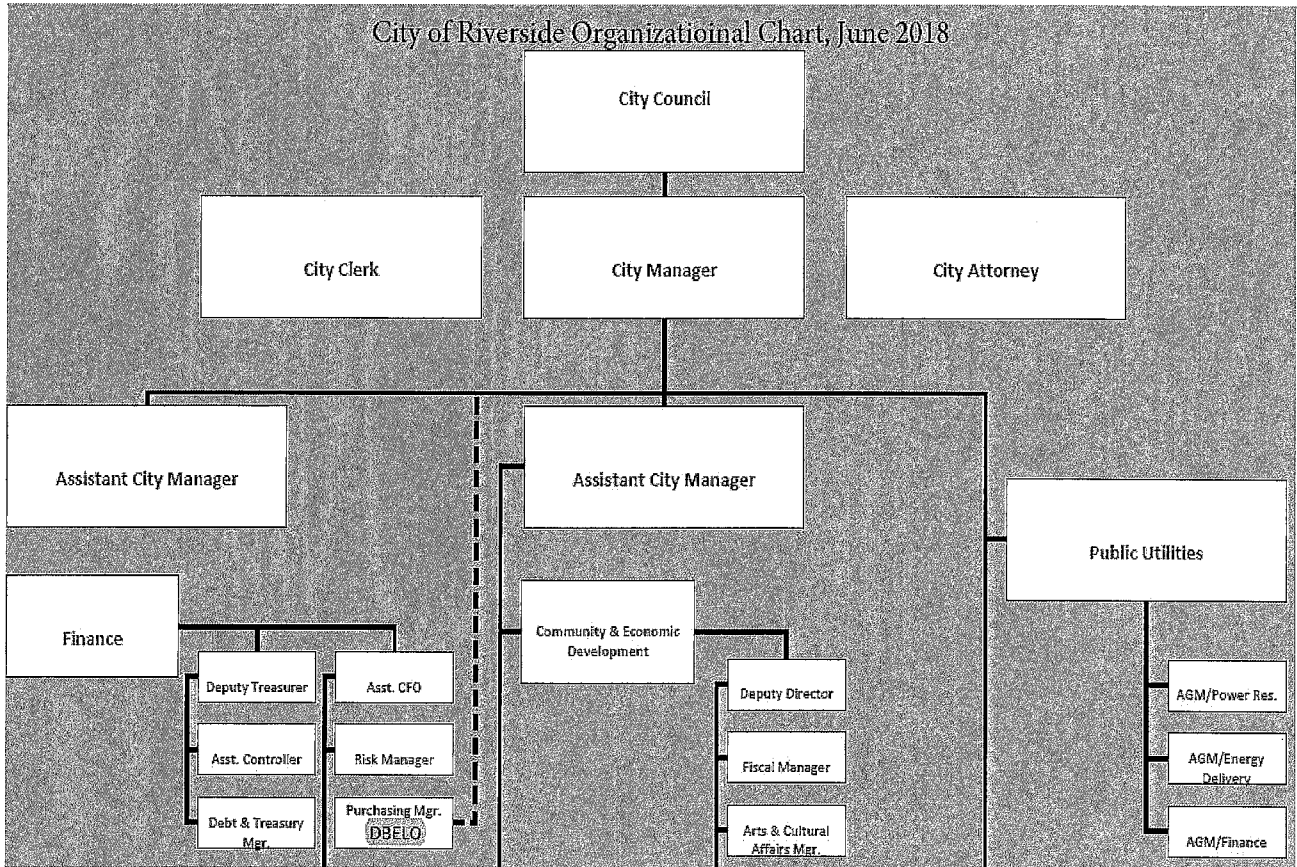 City of Riverside Organizatioinal Chart, June 2018
City Council
City Clerk
City Manager
City Attorney
Assistant City Manager
Assistant City Manager
Public Utilities
Finance
Community & Economic
Development
Deputy Treasurer
Asst. CFO
Deputy Director
AGM/Power Res.
Asst. Controller
Risk Manager
Fiscal Manager
AGM/Energy
Delivery
Debt & Treasury
Mgr.
Purchasing Mgr.
DBELO
Arts & Cultural
Affairs Mgr.
AGM/Finance